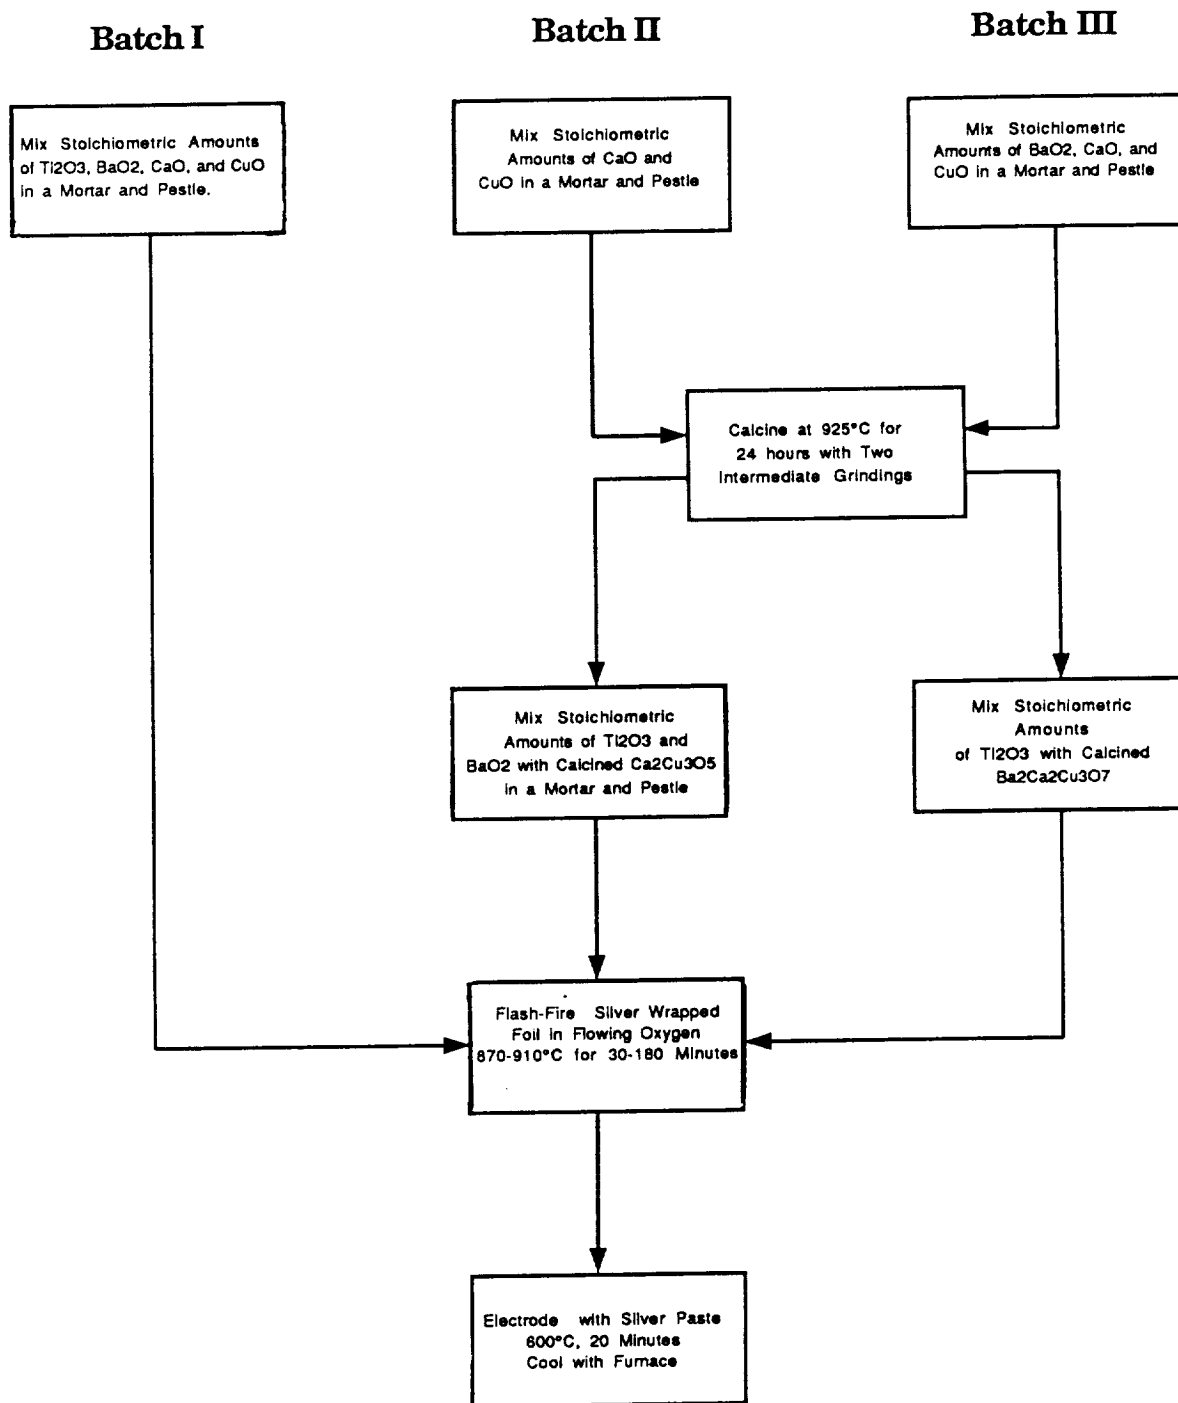 Batch I
Batch II
Batch III
Mix Stoichiometric Amounts
of Tl2O3, BaO2, CaO, and CuO
in a Mortar and Pestle.
Mix Stoichiometric
Amounts of CaO and
CuO in a Mortar and Pestle
Mix Stoichiometric
Amounts of BaO2, CaO, and
CuO in a Mortar and Pestle
Calcine at 925°C for
24 hours with Two
Intermediate Grindings
Mix Stoichiometric
Amounts of Tl2O3 and
BaO2 with Calcined Ca2Cu3O5
in a Mortar and Pestle
Mix Stoichiometric
Amounts
of Tl2O3 with Calcined
Ba2Ca2Cu3O7
Flash-Fire Silver Wrapped
Foil in Flowing Oxygen
870-910°C for 30-180 Minutes
Electrode with Silver Paste
600°C, 20 Minutes
Cool with Furnace